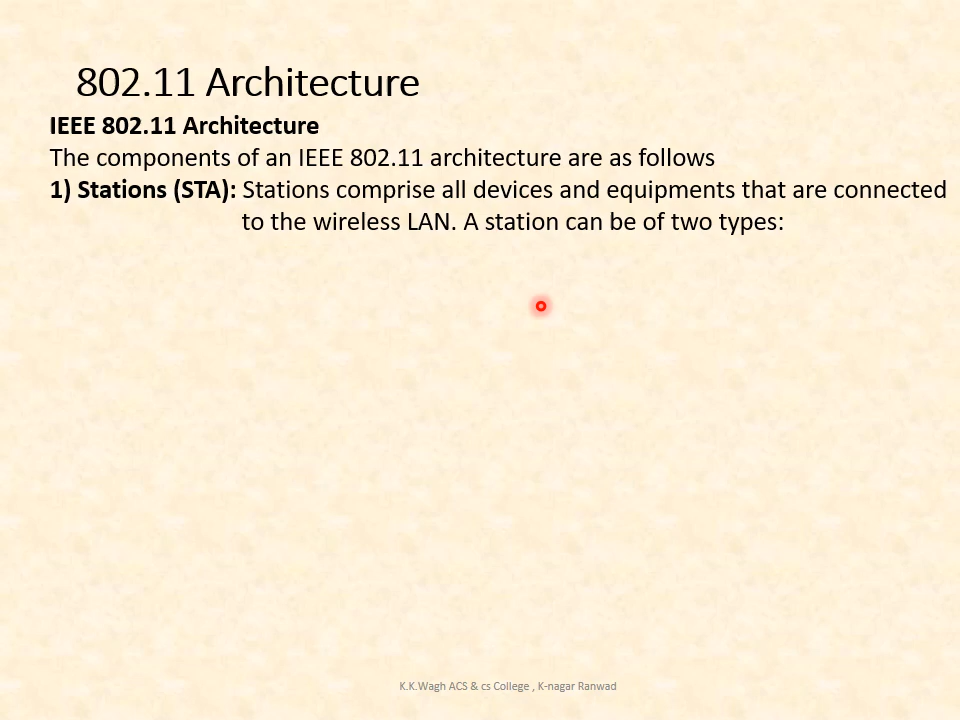 802.11 Architecture
IEEE 802.11 Architecture
The components of an IEEE 802.11 architecture are as follows
1) Stations (STA): Stations comprise all devices and equipments that are connected
to the wireless LAN. A station can be of two types:
K.K.Wagh ACS & cs College , K-nagar Ranwad